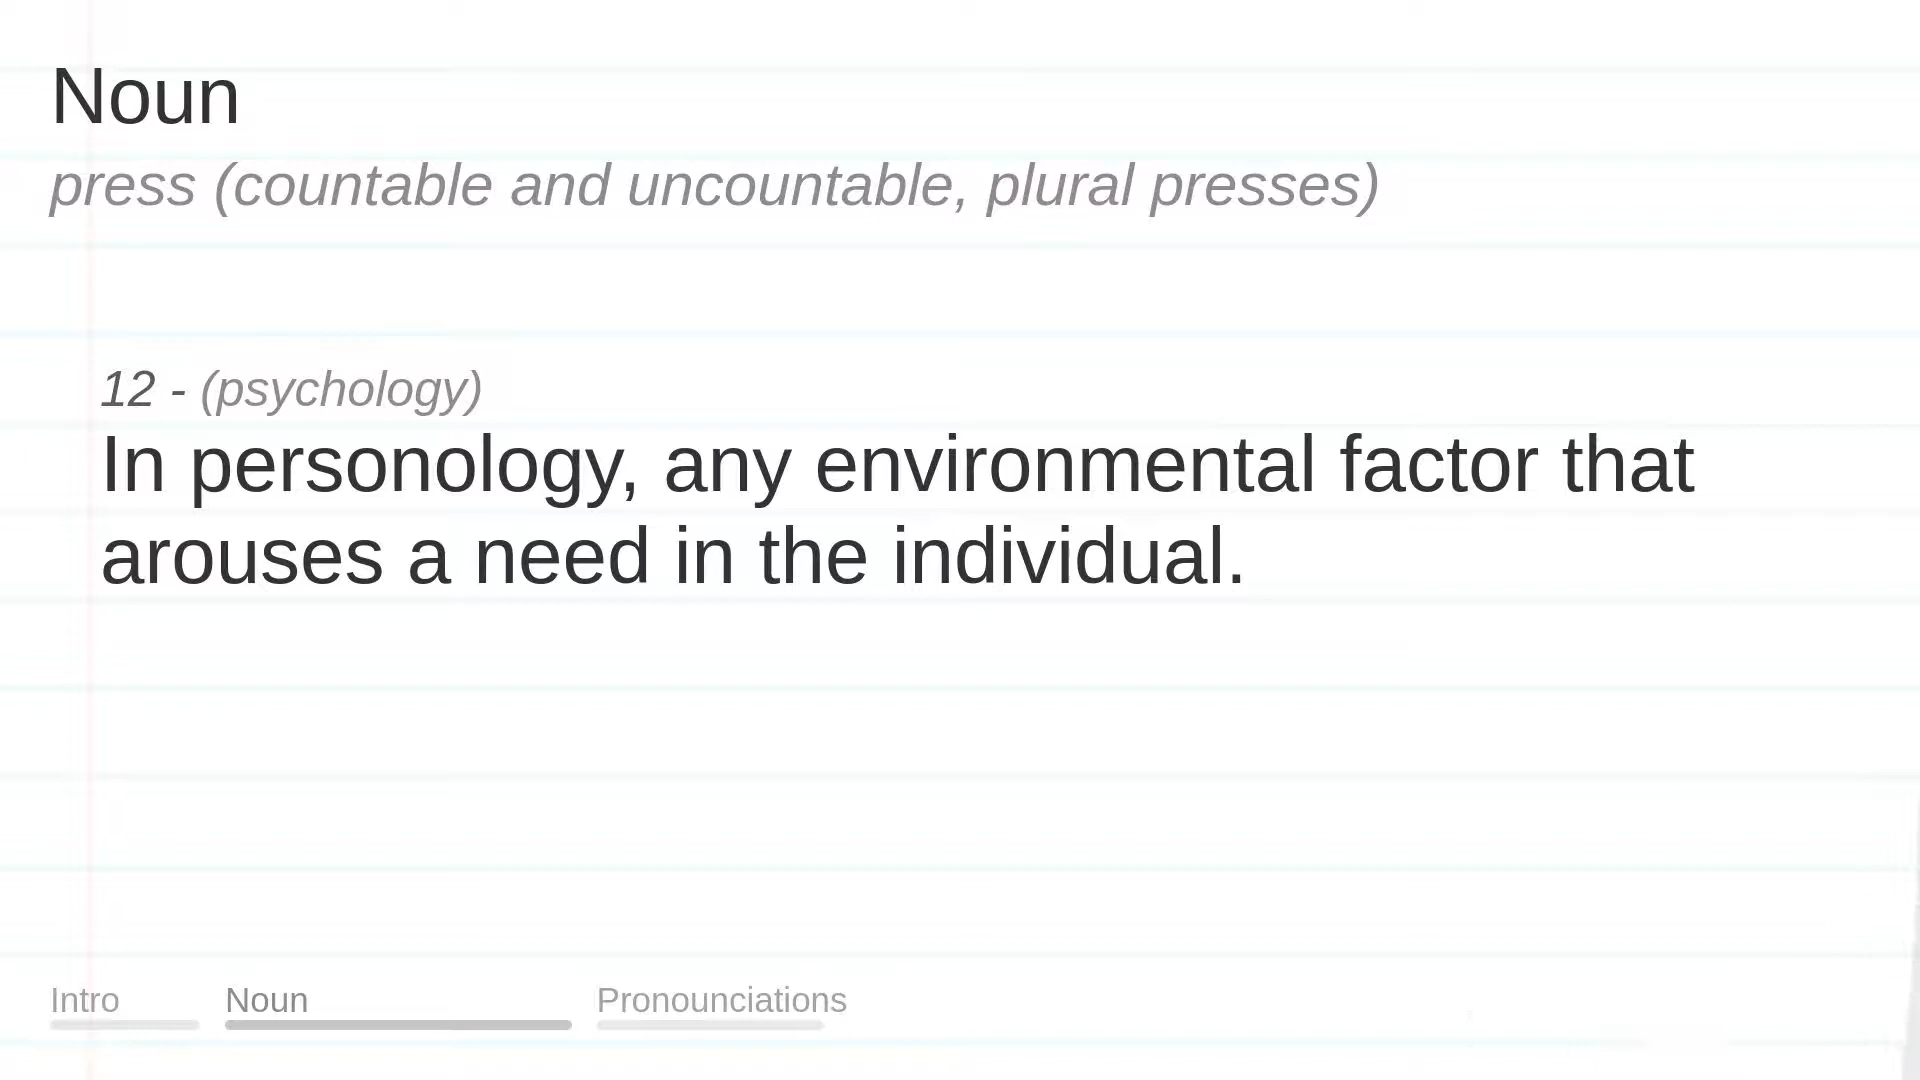 Noun
press (countable and uncountable, plural presses)
12 - (psychology)
In personology, any environmental factor that
arouses a need in the individual.
Intro Noun Pronounciations